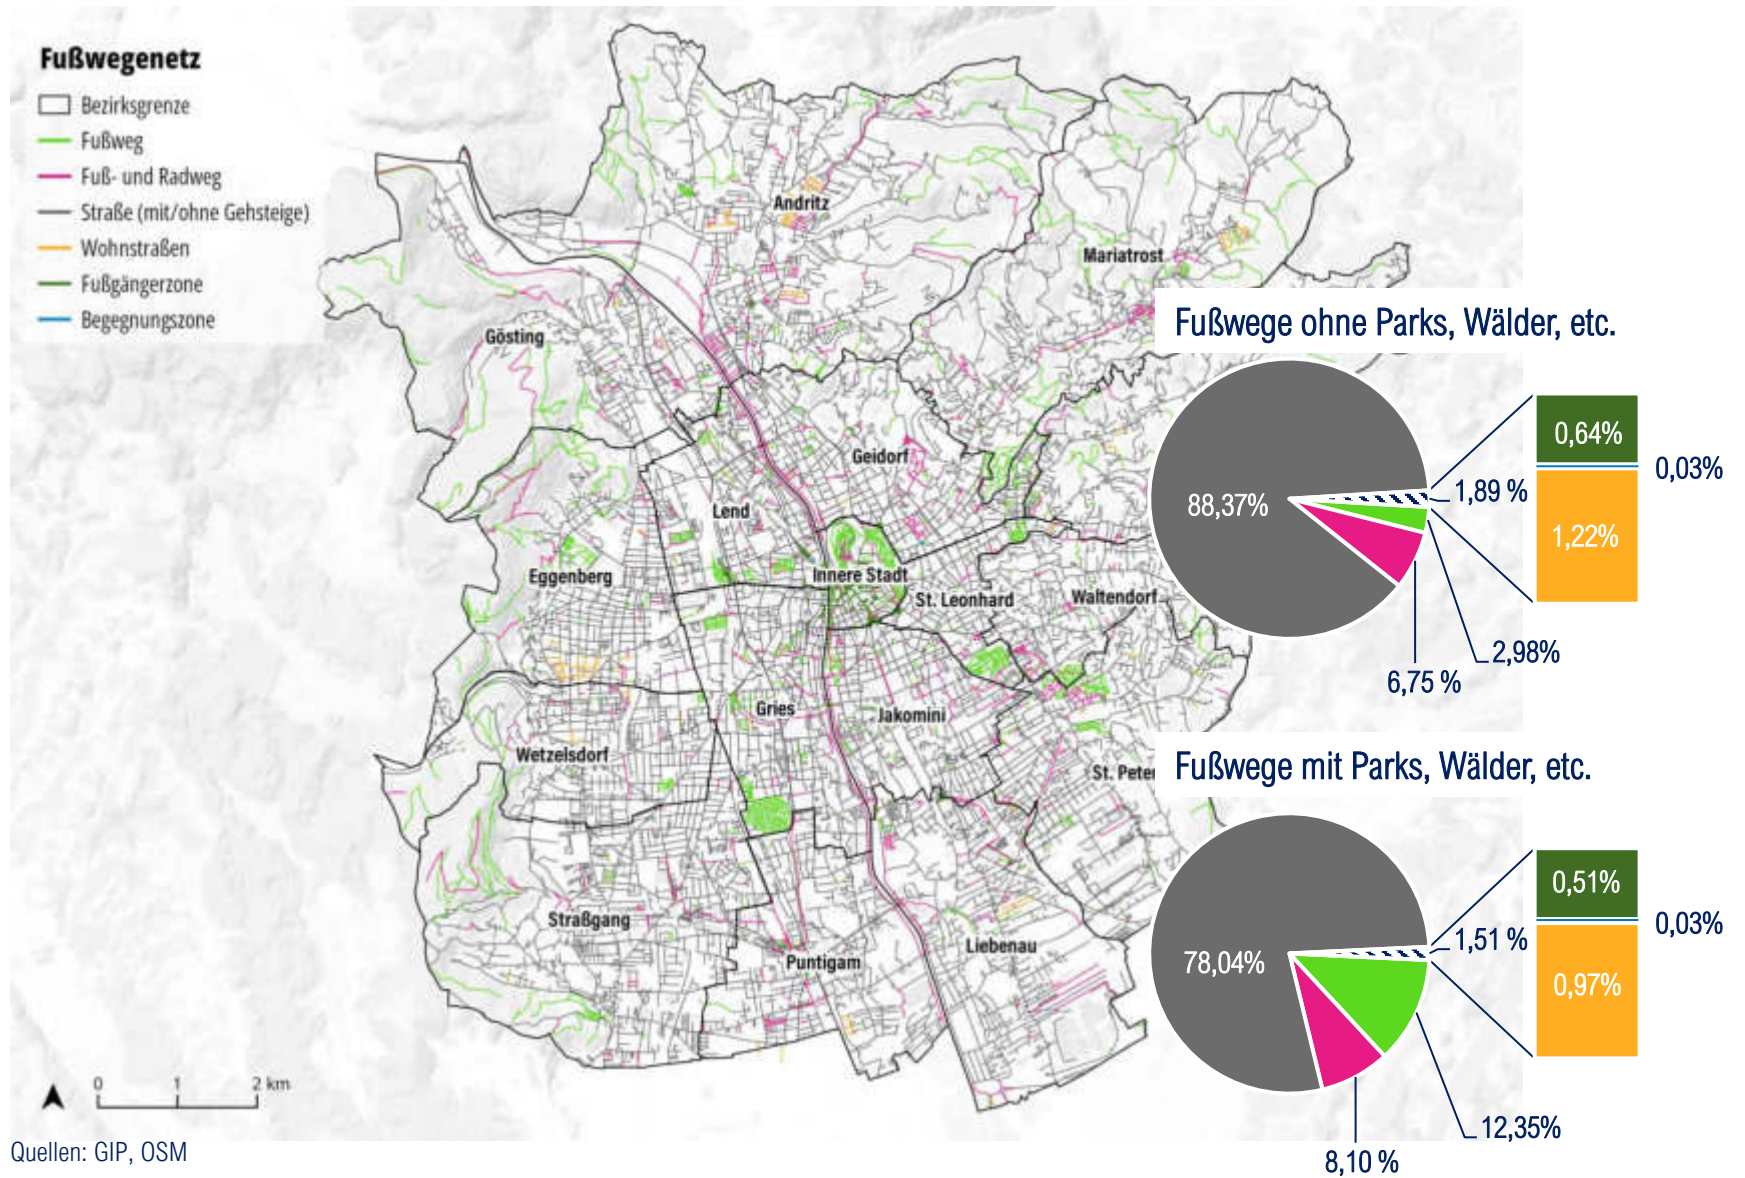 Fußwegenetz
Bezirksgrenze
Fußweg
Fuß- und Radweg
Straße (mit/ohne Gehsteige)
Wohnstraßen
Fußgängerzone
Begegnungszone
Andritz
Mariatrost
Gösting
Geidorf
Lend
Innere Stadt
Eggenberg
St. Leonhard
Waltendorf
Gries
Jakomini
Wetzelsdorf
St. Peter
Straßgang
Puntigam
Liebenau
Fußwege ohne Parks, Wälder, etc.
88,37%
1,89 %
0,64%
0,03%
1,22%
2,98%
6,75 %
Fußwege mit Parks, Wälder, etc.
78,04%
1,51 %
0,51%
0,03%
0,97%
12,35%
8,10 %
0 1 2 km
Quellen: GIP, OSM